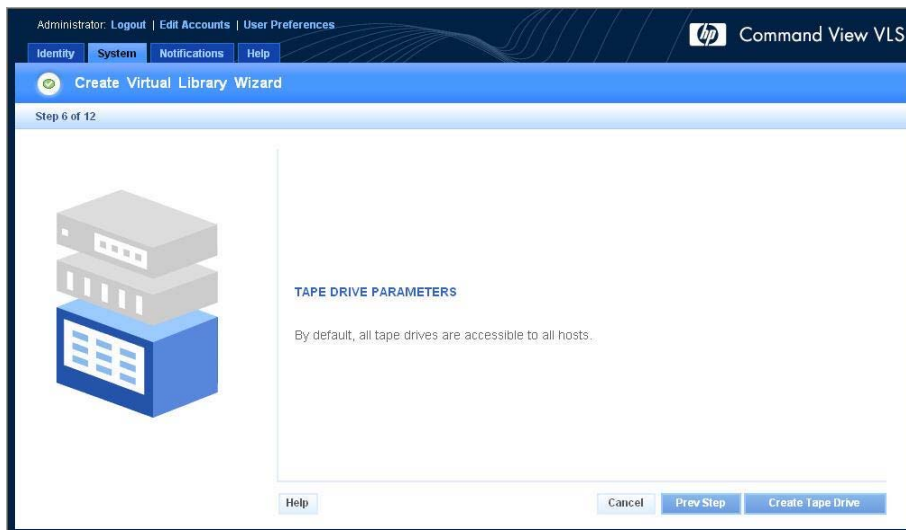 Administrator: Logout | Edit Accounts | User Preferences
hp Command View VLS
Identity System Notifications Help
Create Virtual Library Wizard
Step 6 of 12
TAPE DRIVE PARAMETERS
By default, all tape drives are accessible to all hosts.
Help Cancel Prev Step Create Tape Drive